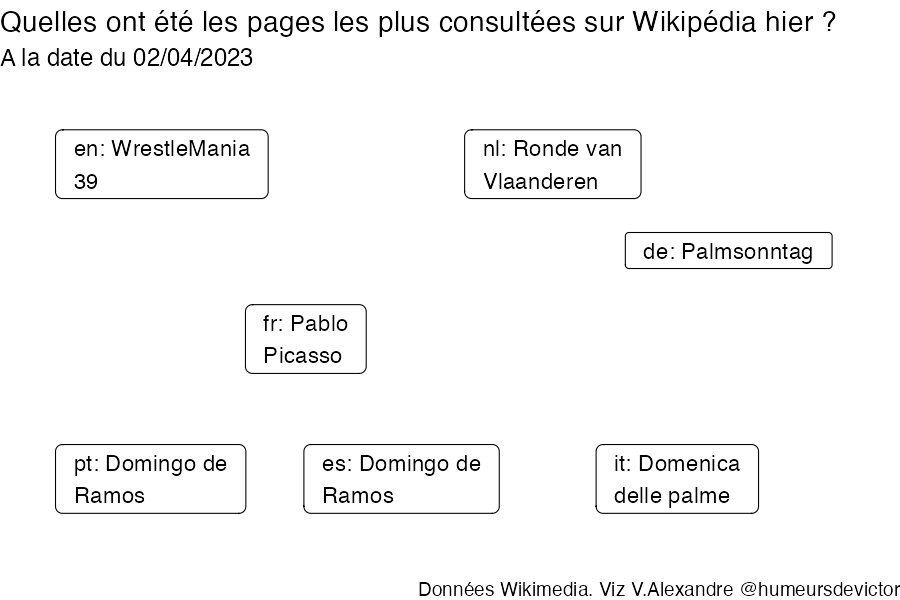 Quelles ont été les pages les plus consultées sur Wikipédia hier ?
A la date du 02/04/2023
en: WrestleMania
39
nl: Ronde van
Vlaanderen
de: Palmsonntag
fr: Pablo
Picasso
pt: Domingo de
Ramos
es: Domingo de
Ramos
it: Domenica
delle palme
Données Wikimedia. Viz V.Alexandre @humeursdevictor